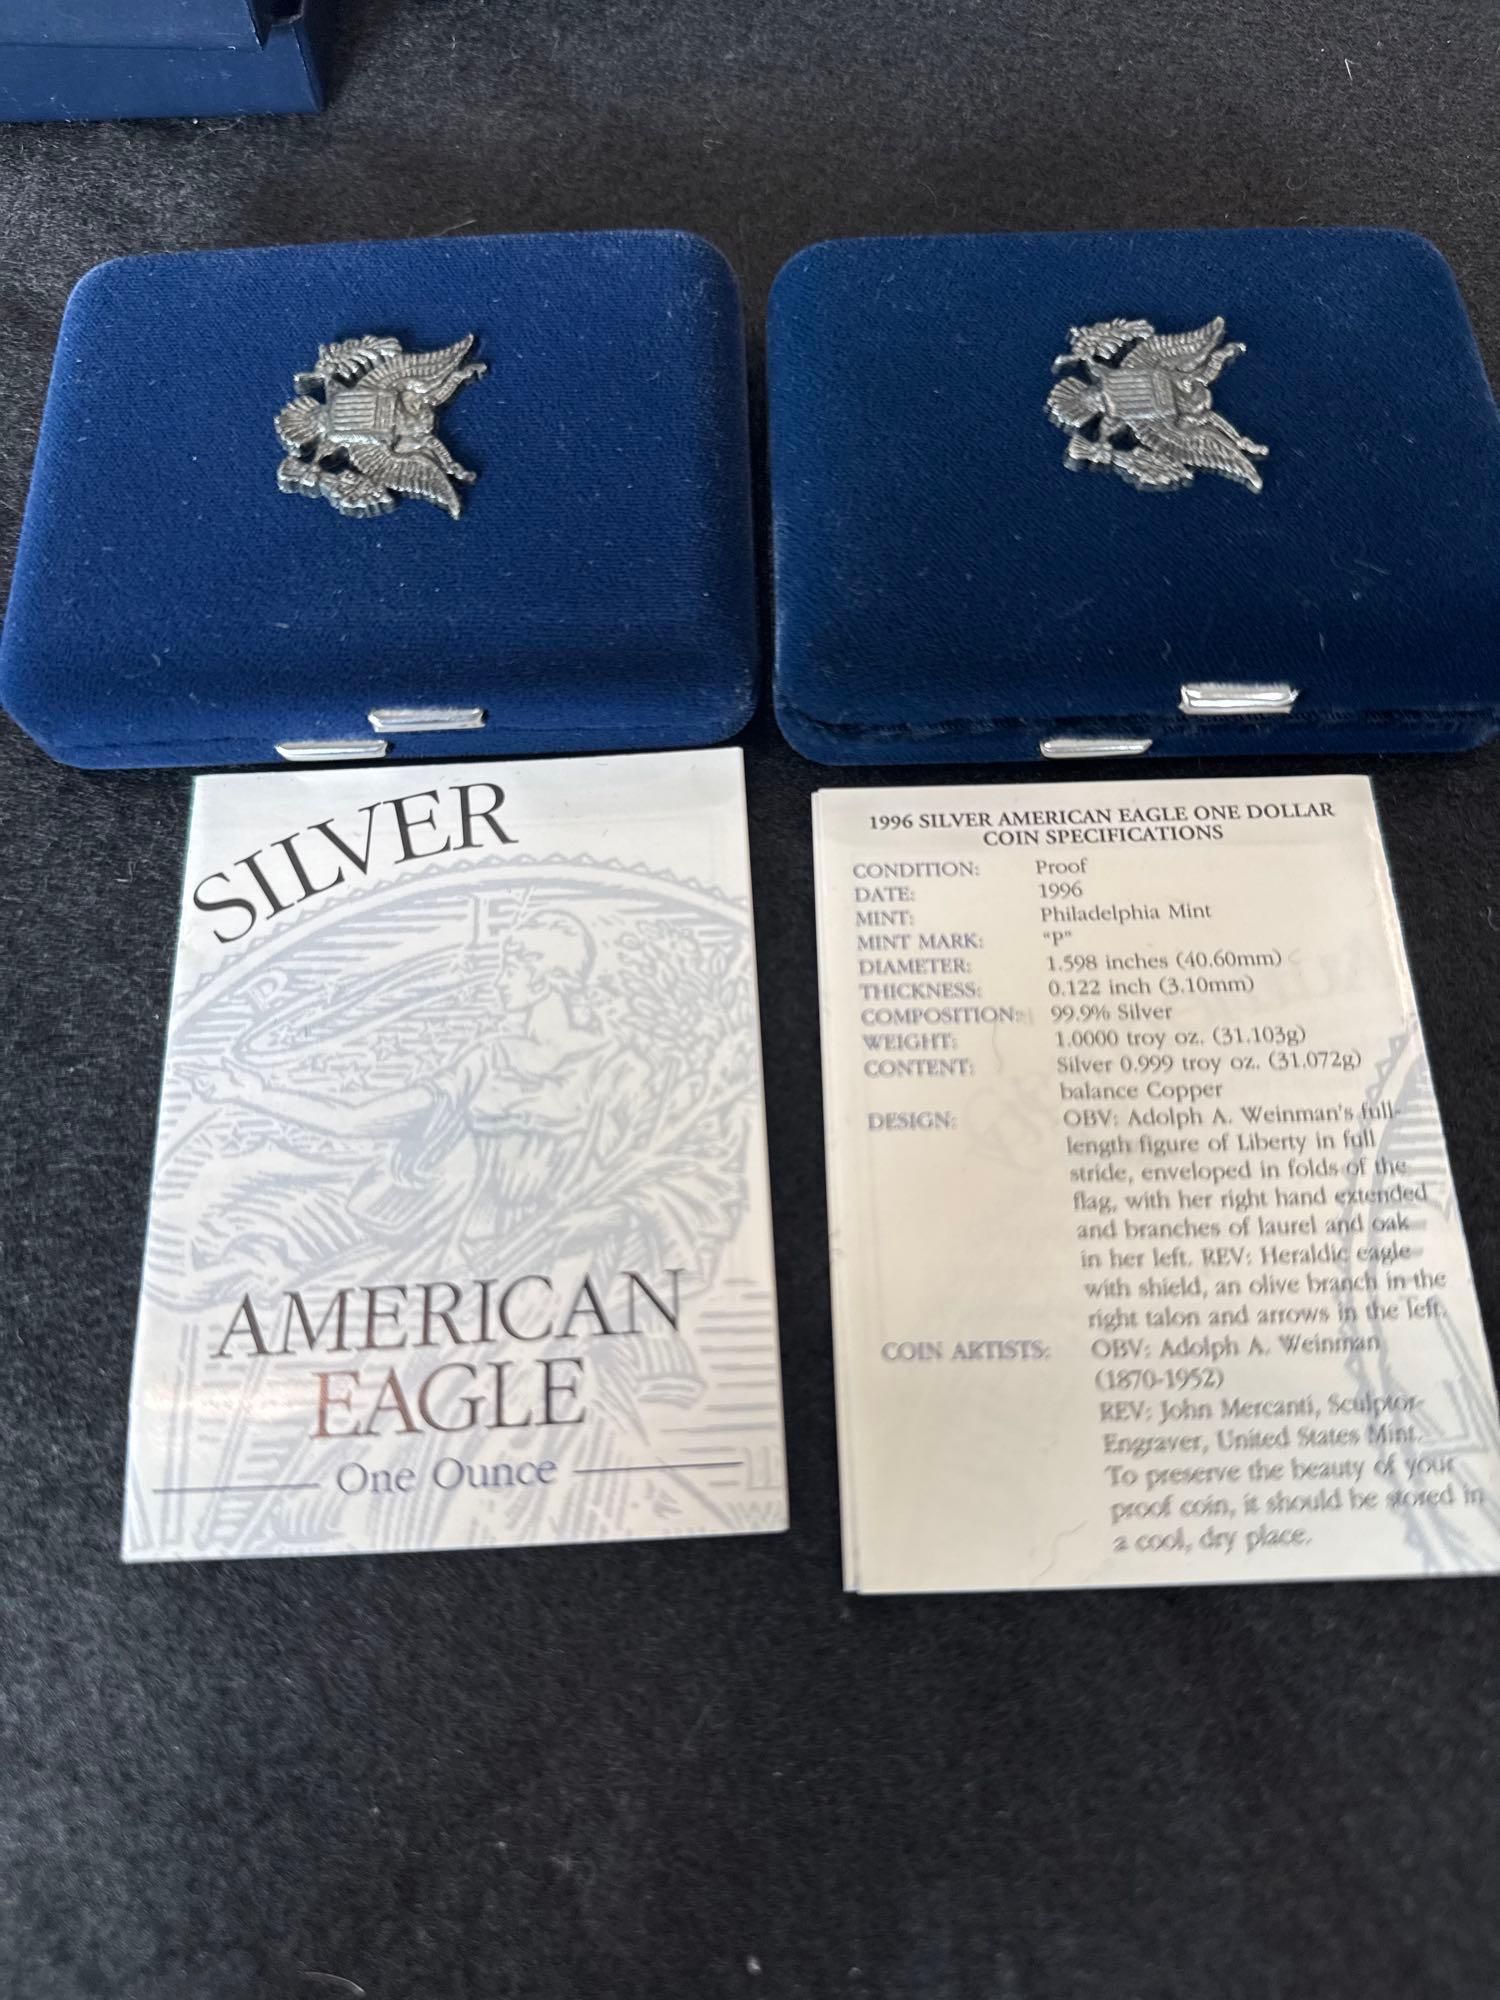 SILVER
AMERICAN
EAGLE
One Ounce
1996 SILVER AMERICAN EAGLE ONE DOLLAR
COIN SPECIFICATIONS
CONDITION: Proof
DATE: 1996
MINT: Philadelphia Mint
MINT MARK: "P"
DIAMETER: 1.598 inches (40.60mm)
THICKNESS: 0.122 inch (3.10mm)
COMPOSITION: 99.9% Silver
WEIGHT: 1.0000 troy oz. (31.103g)
CONTENT: Silver 0.999 troy oz. (31.072g)
balance Copper
DESIGN: OBV: Adolph A. Weinman's full-
length figure of Liberty in full
stride, enveloped in folds of the
flag, with her right hand extended
and branches of laurel and oak
in her left. REV: Heraldic eagle
with shield, an olive branch in the
right talon and arrows in the left.
COIN ARTISTS: OBV: Adolph A. Weinman
(1870-1952)
REV: John Mercanti, Sculptor-
Engraver, United States Mint.
To preserve the beauty of your
proof coin, it should be stored in
a cool, dry place.